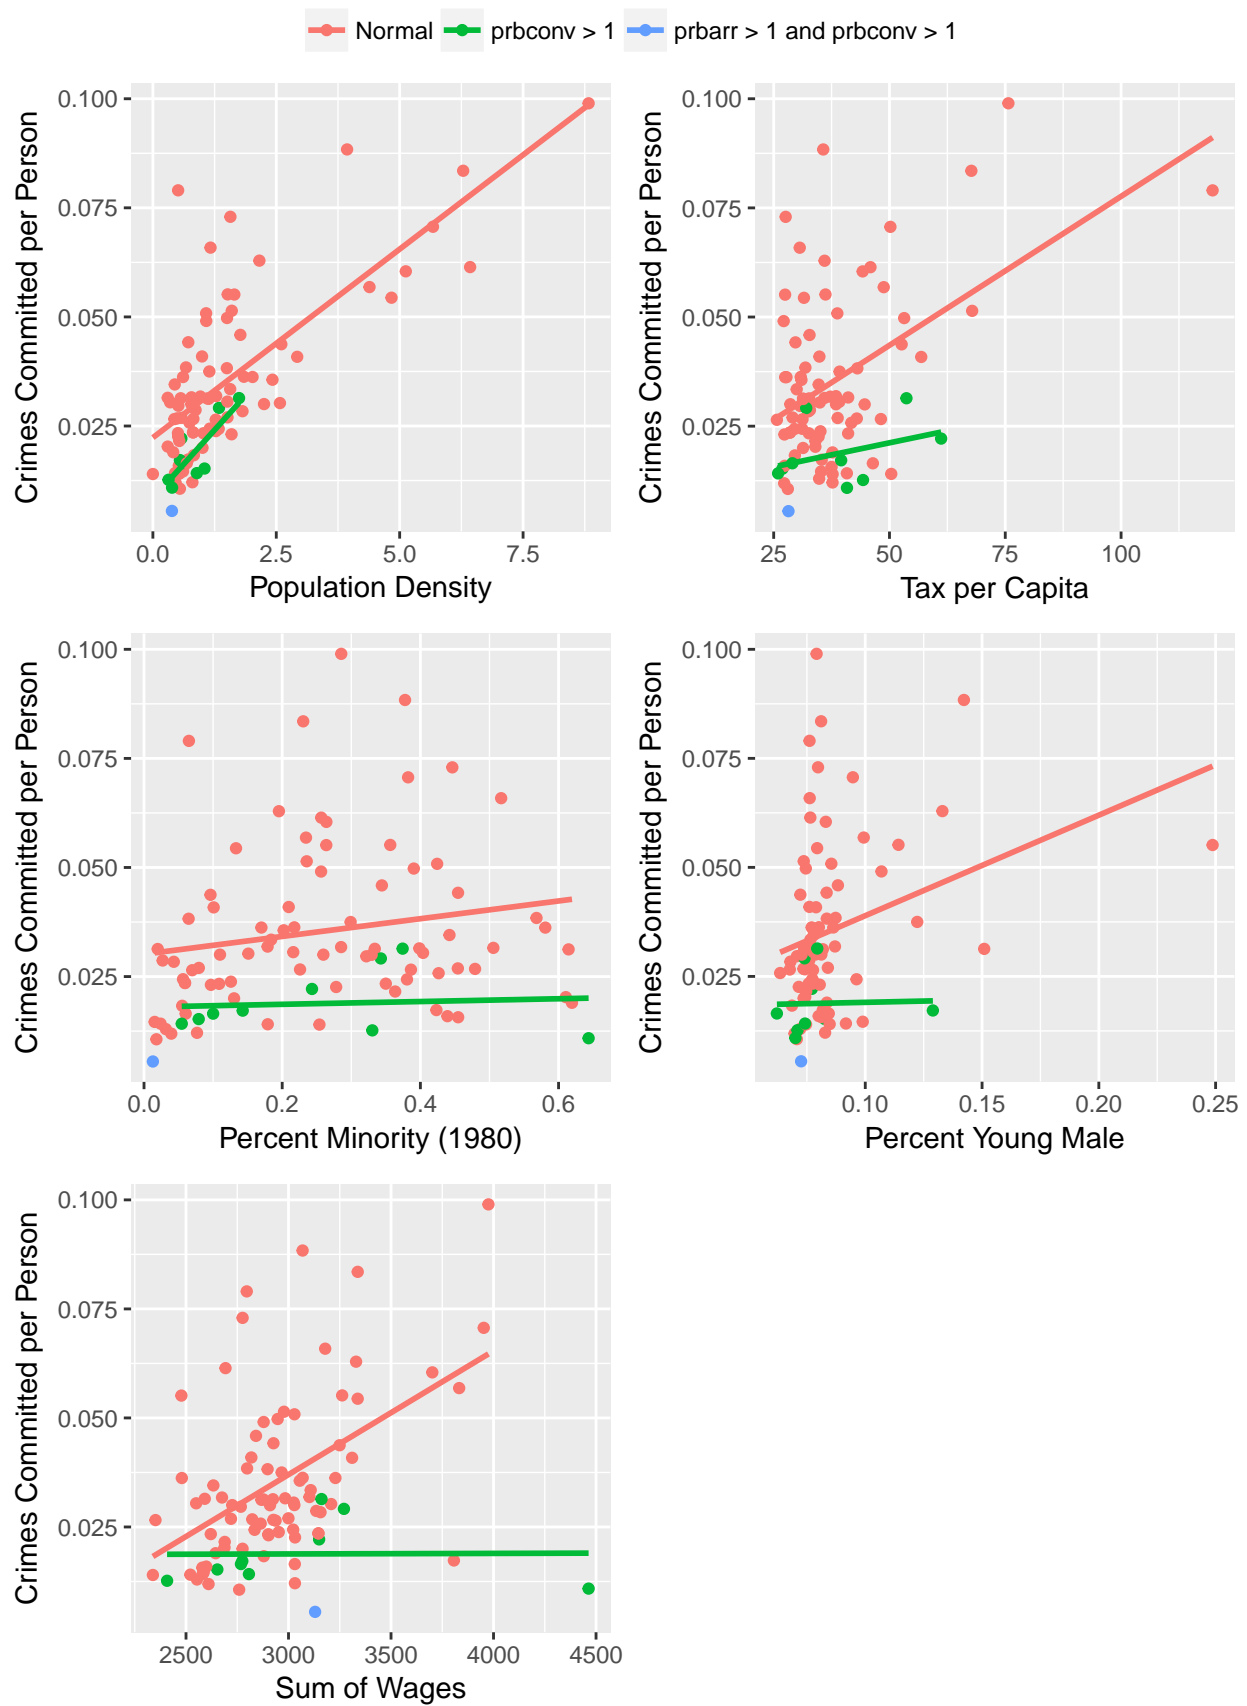 Normal prbconv > 1 prbarr > 1 and prbconv > 1
Crimes Committed per Person
0.100
0.075
0.050
0.025
0.0 2.5 5.0 7.5
Population Density
Crimes Committed per Person
0.100
0.075
0.050
0.025
25 50 75 100
Tax per Capita
Crimes Committed per Person
0.100
0.075
0.050
0.025
0.0 0.2 0.4 0.6
Percent Minority (1980)
Crimes Committed per Person
0.100
0.075
0.050
0.025
0.10 0.15 0.20 0.25
Percent Young Male
Crimes Committed per Person
0.100
0.075
0.050
0.025
2500 3000 3500 4000 4500
Sum of Wages